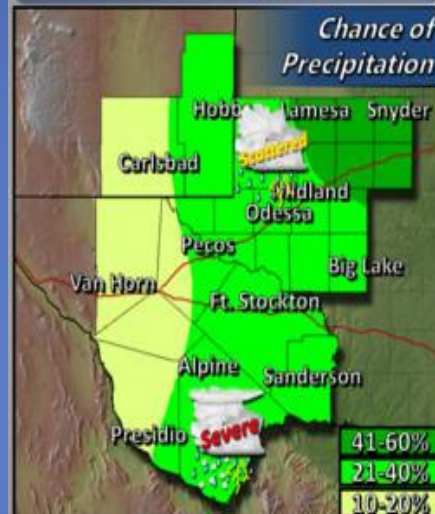 Chance of
Precipitation
Hobbs Lamesa Snyder
Scattered
Carlsbad
Midland
Odessa
Pecos
Big Lake
Van Horn
Ft. Stockton
Alpine
Sanderson
Presidio
Severe
41-60%
21-40%
10-20%